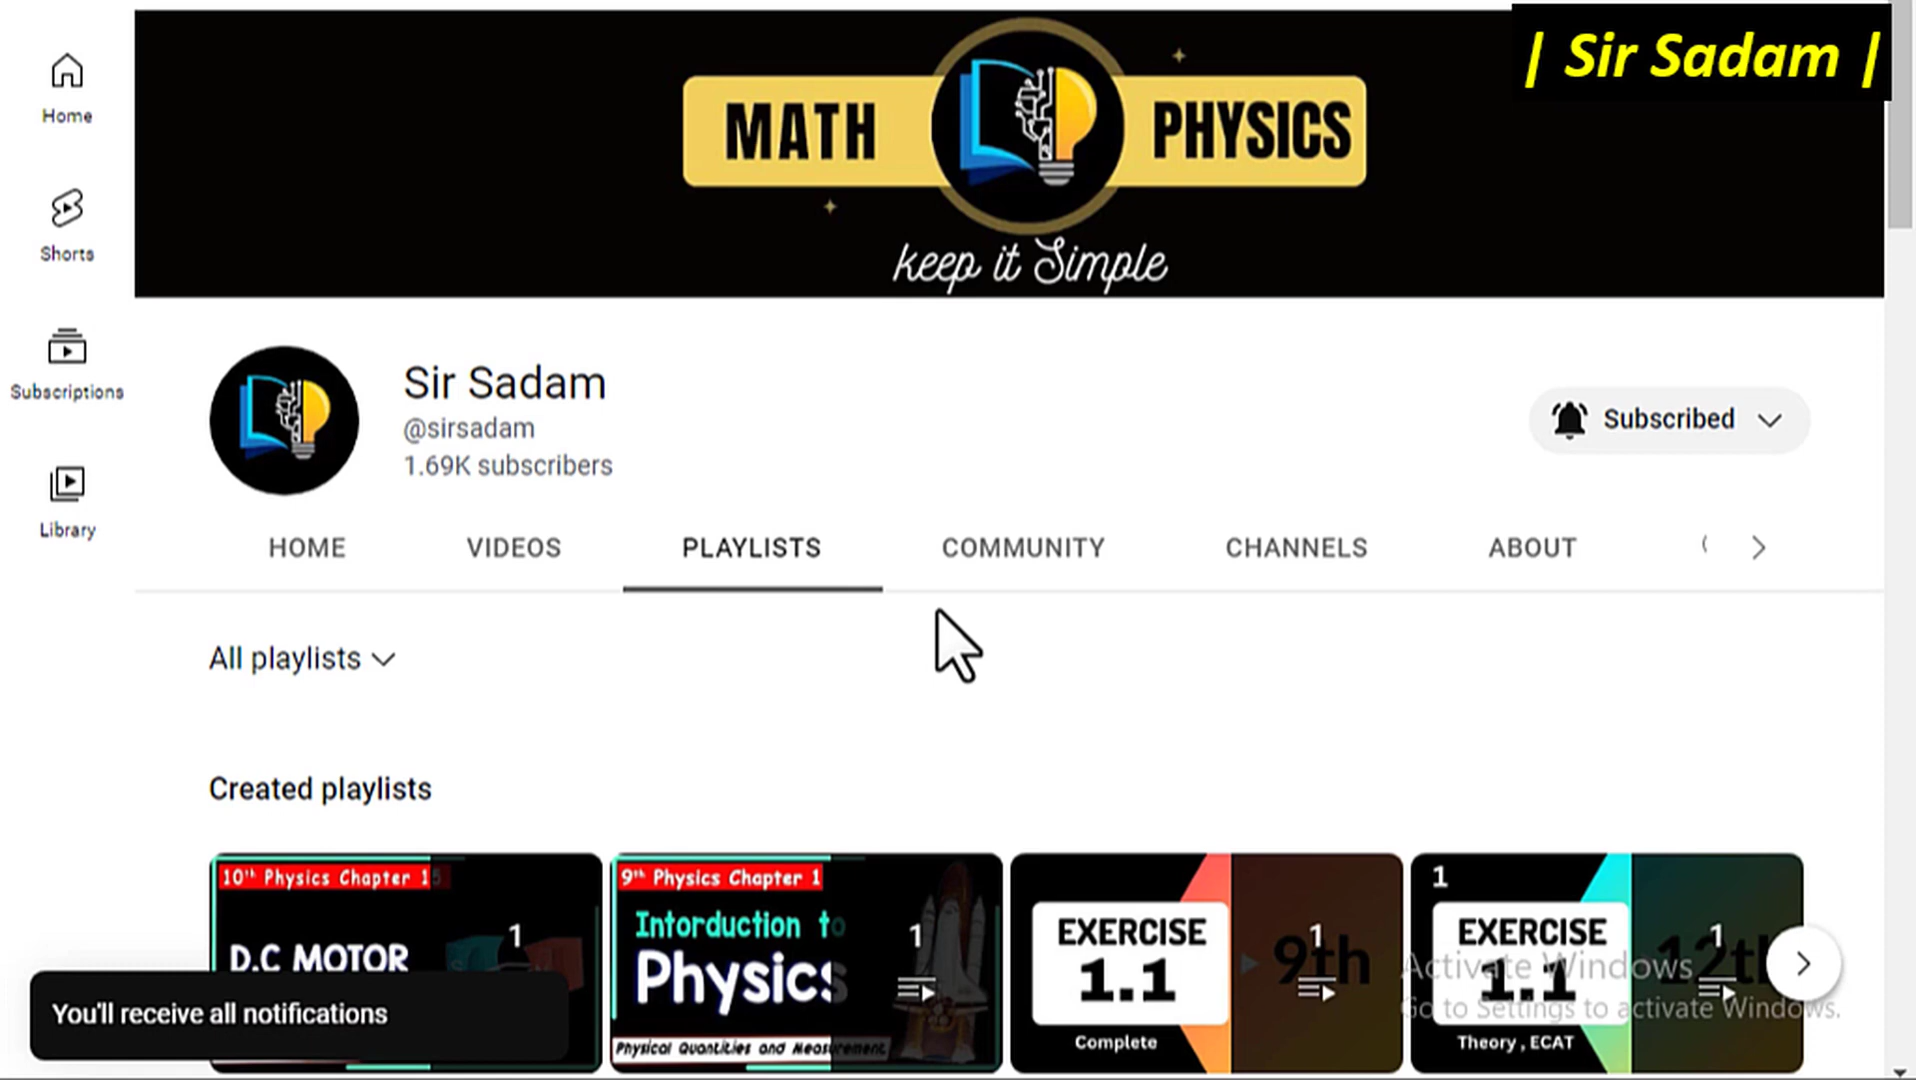 | Sir Sadam |
MATH PHYSICS
keep it Simple
Home
Shorts
Subscriptions
Library
Sir Sadam
@sirsadam
1.69K subscribers
Subscribed
HOME VIDEOS PLAYLISTS COMMUNITY CHANNELS ABOUT
All playlists
Created playlists
10th Physics Chapter 15
D.C MOTOR
1
9th Physics Chapter 1
Intorduction to
Physics
1
Physical Quantities and Measurement
EXERCISE
1.1
Complete
1
9th
1
EXERCISE
1.1
Theory , ECAT
1
12th
You'll receive all notifications
Activate Windows
Go to Settings to activate Windows.